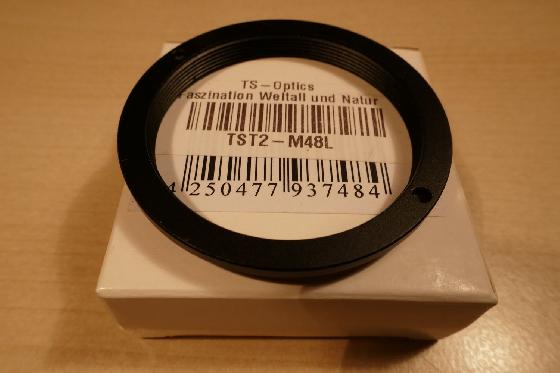 TS-Optics
Faszination Weltall und Natur
TST2-M48L
4 250477 937484